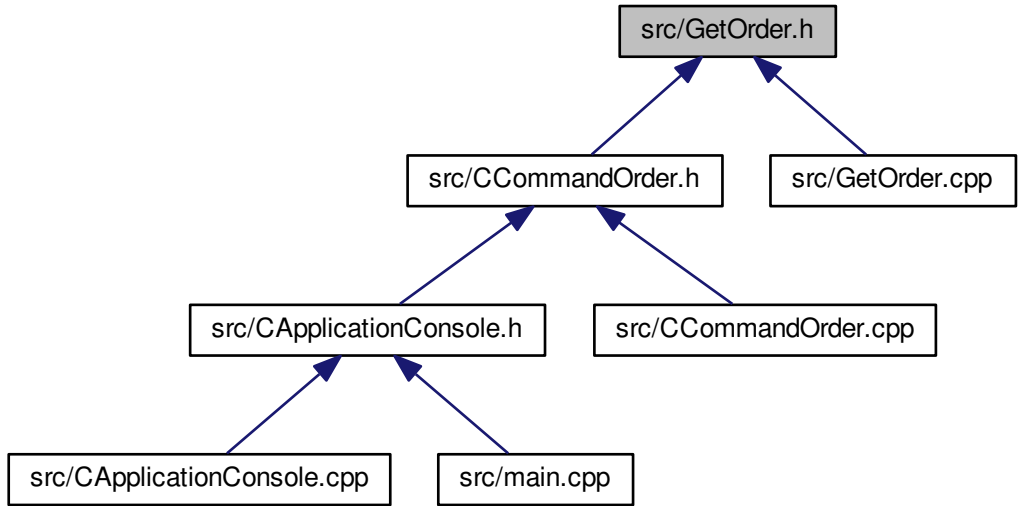 src/GetOrder.h
src/CCommandOrder.h
src/GetOrder.cpp
src/CApplicationConsole.h
src/CCommandOrder.cpp
src/CApplicationConsole.cpp
src/main.cpp